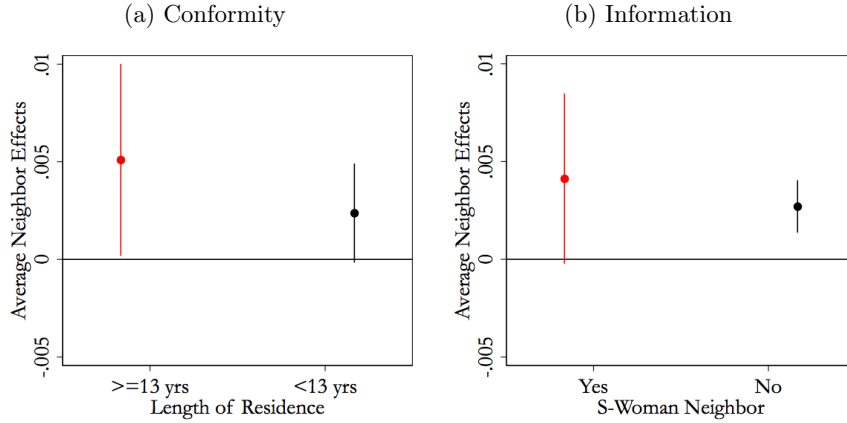 (a) Conformity
Average Neighbor Effects
.01
.005
0
-.005
>=13 yrs
<13 yrs
Length of Residence
(b) Information
Average Neighbor Effects
.01
.005
0
-.005
Yes
No
S-Woman Neighbor